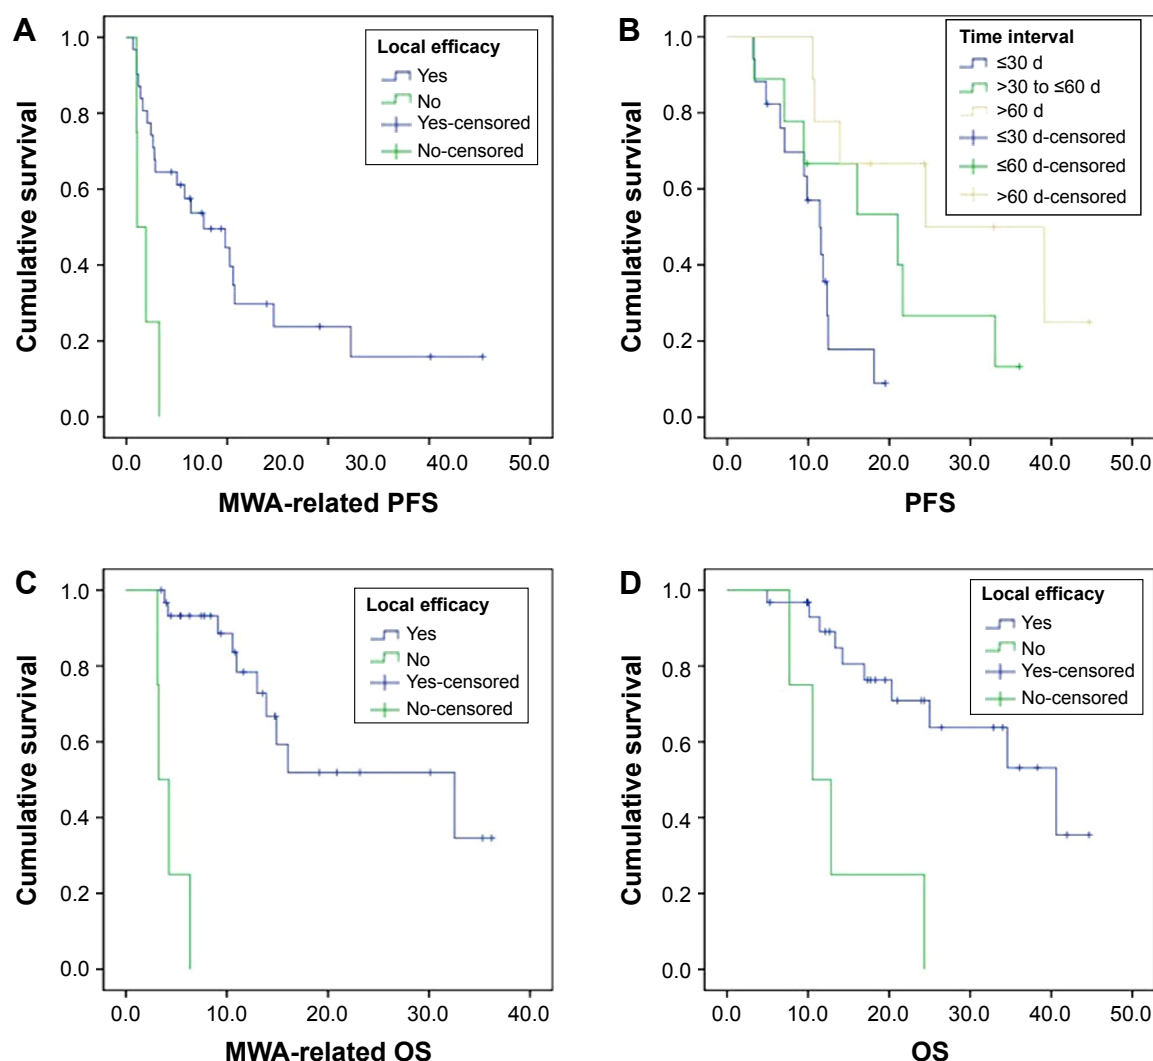 A
Cumulative survival
1.0
0.8
0.6
0.4
0.2
0.0
Local efficacy
Yes
No
Yes-censored
No-censored
0.0 10.0 20.0 30.0 40.0 50.0
MWA-related PFS
B
Cumulative survival
1.0
0.8
0.6
0.4
0.2
0.0
Time interval
≤30 d
>30 to ≤60 d
>60 d
≤30 d-censored
≤60 d-censored
>60 d-censored
0.0 10.0 20.0 30.0 40.0 50.0
PFS
C
Cumulative survival
1.0
0.8
0.6
0.4
0.2
0.0
Local efficacy
Yes
No
Yes-censored
No-censored
0.0 10.0 20.0 30.0 40.0
MWA-related OS
D
Cumulative survival
1.0
0.8
0.6
0.4
0.2
0.0
Local efficacy
Yes
No
Yes-censored
No-censored
0.0 10.0 20.0 30.0 40.0 50.0
OS